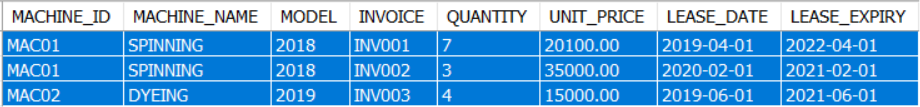 MACHINE_ID MACHINE_NAME MODEL INVOICE QUANTITY UNIT_PRICE LEASE_DATE LEASE_EXPIRY
MAC01 SPINNING 2018 INV001 7 20100.00 2019-04-01 2022-04-01
MAC01 SPINNING 2018 INV002 3 35000.00 2020-02-01 2021-02-01
MAC02 DYEING 2019 INV003 4 15000.00 2019-06-01 2021-06-01